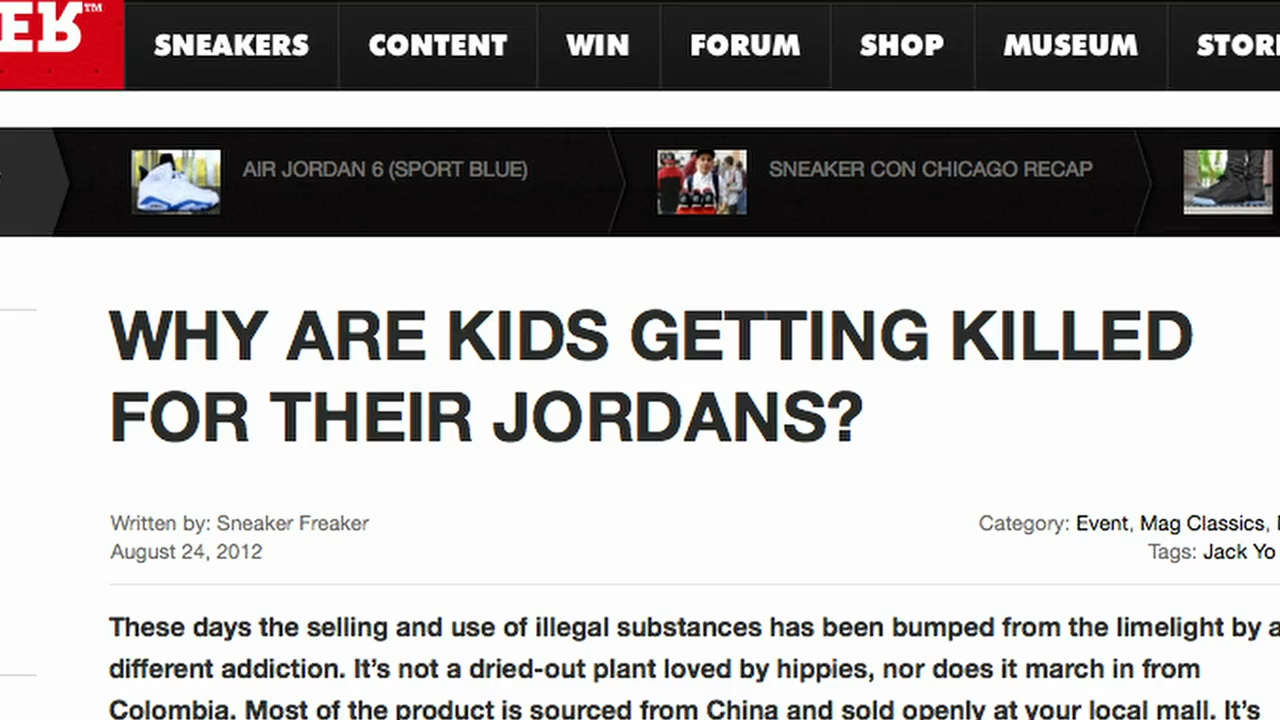 ER™
SNEAKERS CONTENT WIN FORUM SHOP MUSEUM STOR
AIR JORDAN 6 (SPORT BLUE) SNEAKER CON CHICAGO RECAP
WHY ARE KIDS GETTING KILLED
FOR THEIR JORDANS?
Written by: Sneaker Freaker
Category: Event, Mag Classics,
August 24, 2012
Tags: Jack Yo
These days the selling and use of illegal substances has been bumped from the limelight by a
different addiction. It's not a dried-out plant loved by hippies, nor does it march in from
Colombia. Most of the product is sourced from China and sold openly at your local mall. It's